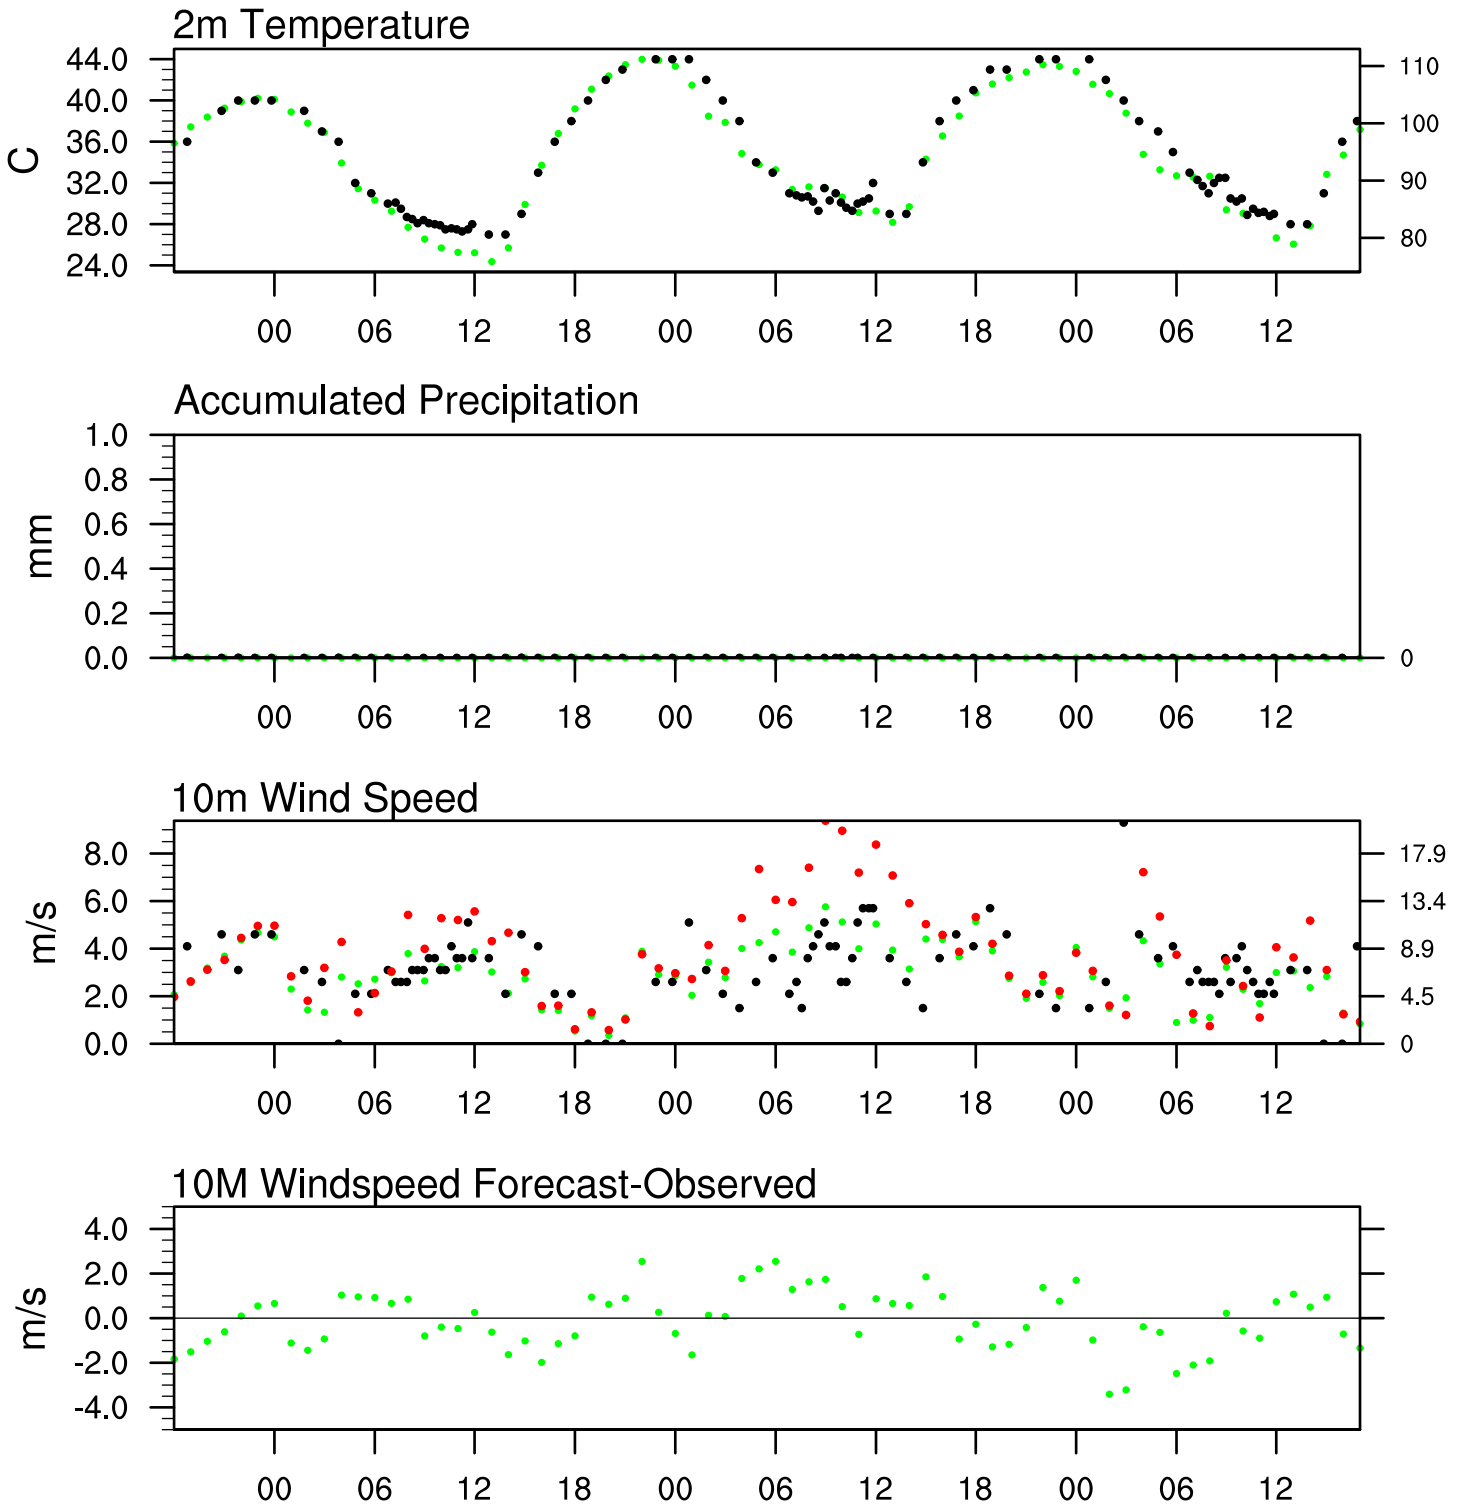 2m Temperature
44.0
40.0
36.0
32.0
28.0
24.0
C
110
100
90
80
00 06 12 18 00 06 12 18 00 06 12
Accumulated Precipitation
1.0
0.8
0.6
0.4
0.2
0.0
mm
0
00 06 12 18 00 06 12 18 00 06 12
10m Wind Speed
8.0
6.0
4.0
2.0
0.0
m/s
17.9
13.4
8.9
4.5
0
00 06 12 18 00 06 12 18 00 06 12
10M Windspeed Forecast-Observed
4.0
2.0
0.0
-2.0
-4.0
m/s
00 06 12 18 00 06 12 18 00 06 12